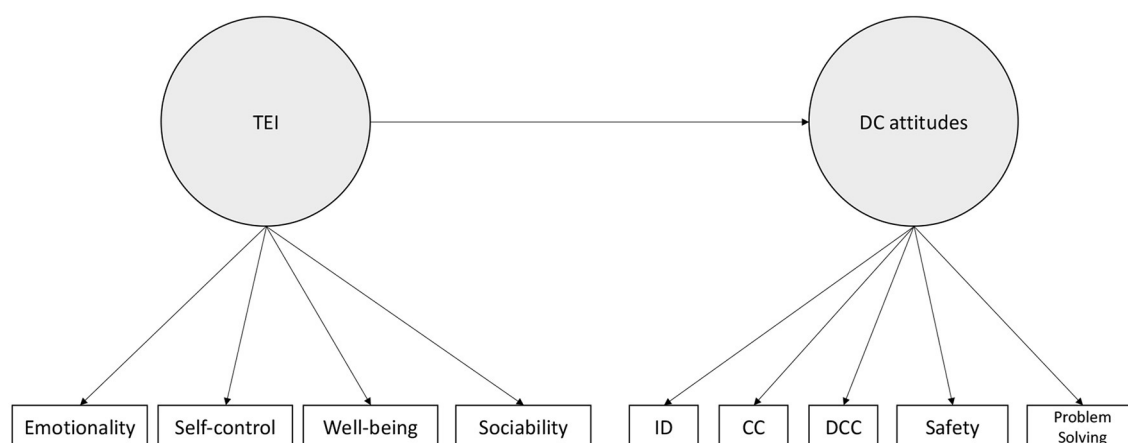 TEI
DC attitudes
Emotionality
Self-control
Well-being
Sociability
ID
CC
DCC
Safety
Problem
Solving